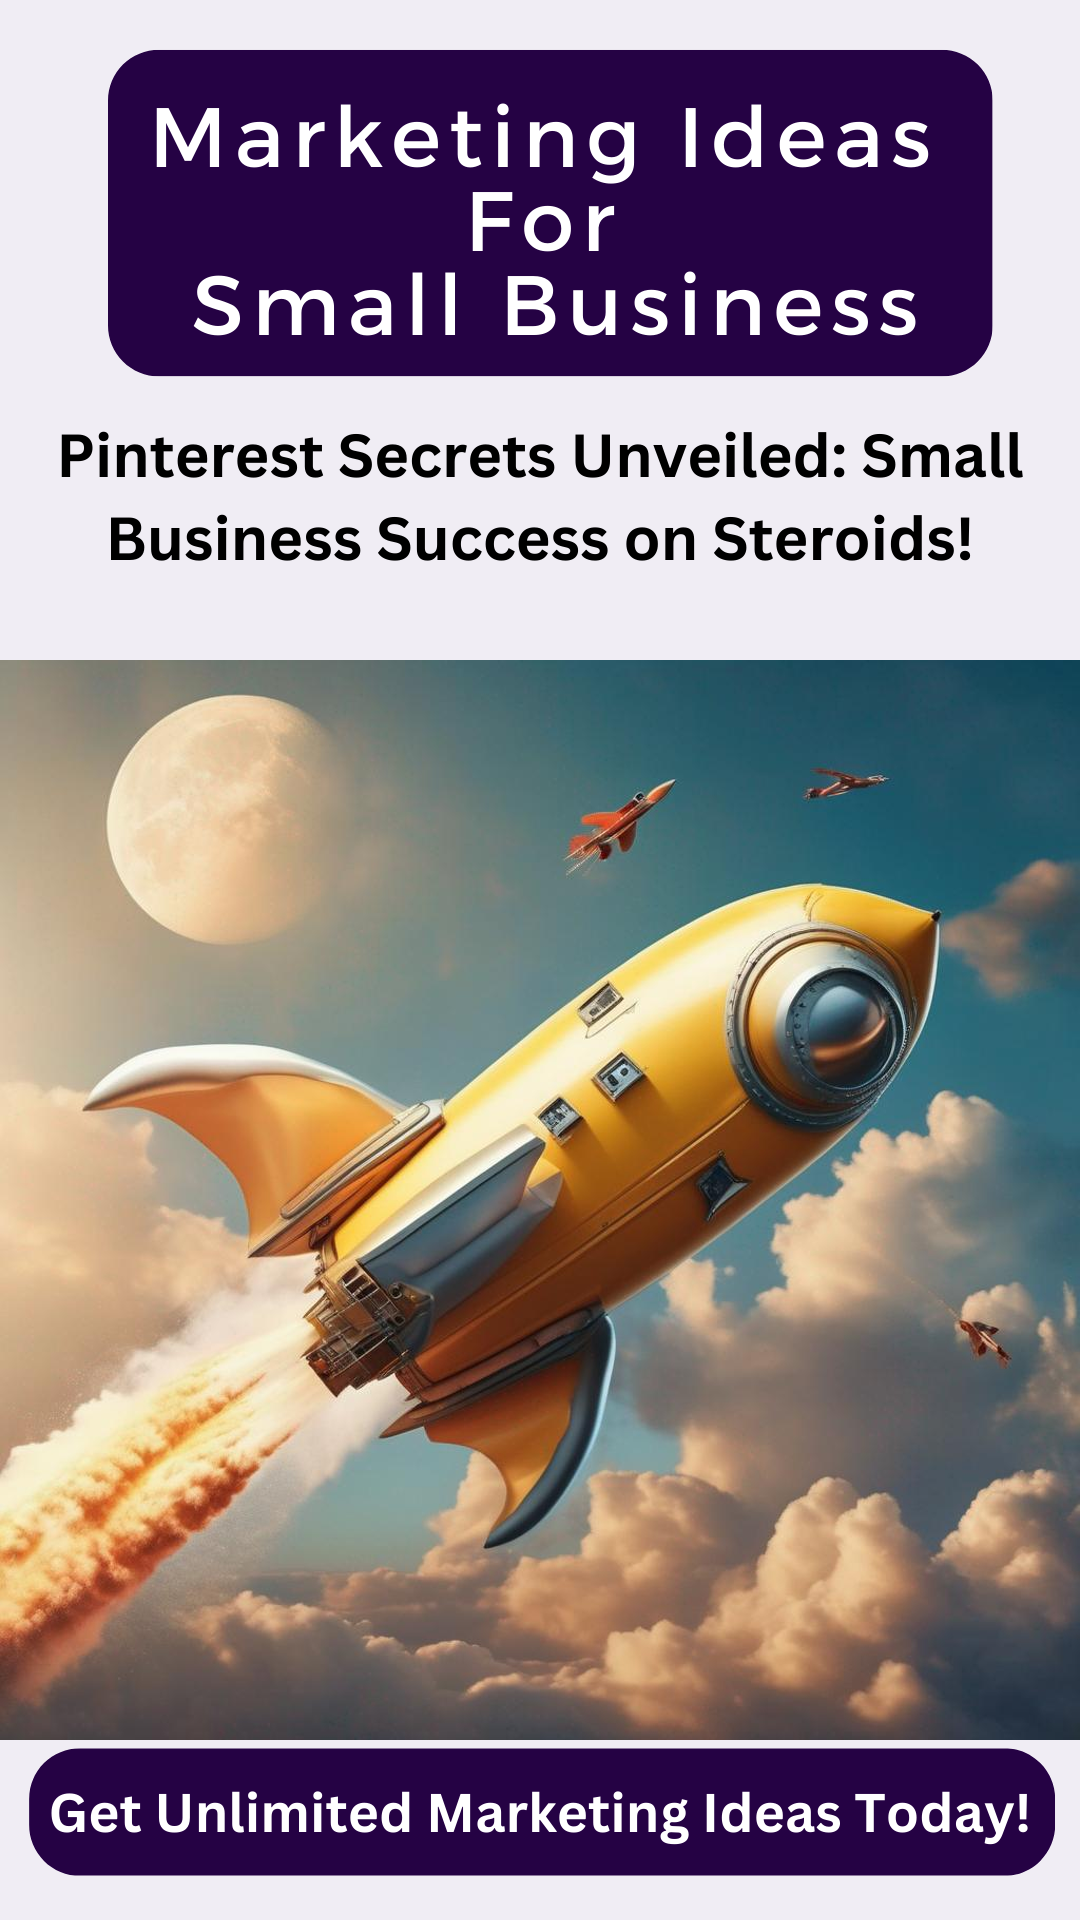 Marketing Ideas
For
Small Business
Pinterest Secrets Unveiled: Small
Business Success on Steroids!
Get Unlimited Marketing Ideas Today!